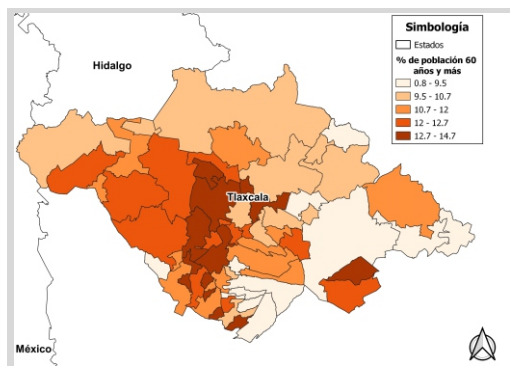 Simbología
Estados
% de población 60
años y más
0.8 - 9.5
9.5 - 10.7
10.7 - 12
12 - 12.7
12.7 - 14.7
Hidalgo
Tlaxcala
México